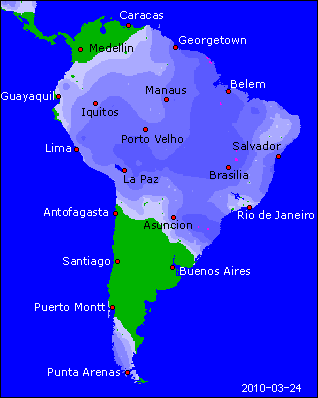 Caracas
Georgetown
Medellin
Belem
Guayaquil
Manaus
Iquitos
Porto Velho
Salvador
Lima
La Paz
Brasilia
Antofagasta
Rio de Janeiro
Asuncion
Santiago
Buenos Aires
Puerto Montt
Punta Arenas
2010-03-24